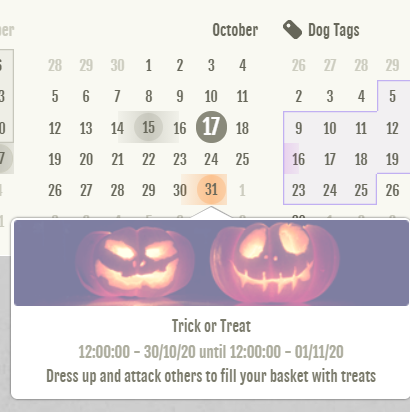 er October Dog Tags
28 29 30 1 2 3 4 26 27 28 29
5 6 7 8 9 10 11 2 3 4 5
12 13 14 15 16 17 18 9 10 11 12
19 20 21 22 23 24 25 16 17 18 19
26 27 28 29 30 31 1 23 24 25 26
Trick or Treat
12:00:00 - 30/10/20 until 12:00:00 - 01/11/20
Dress up and attack others to fill your basket with treats